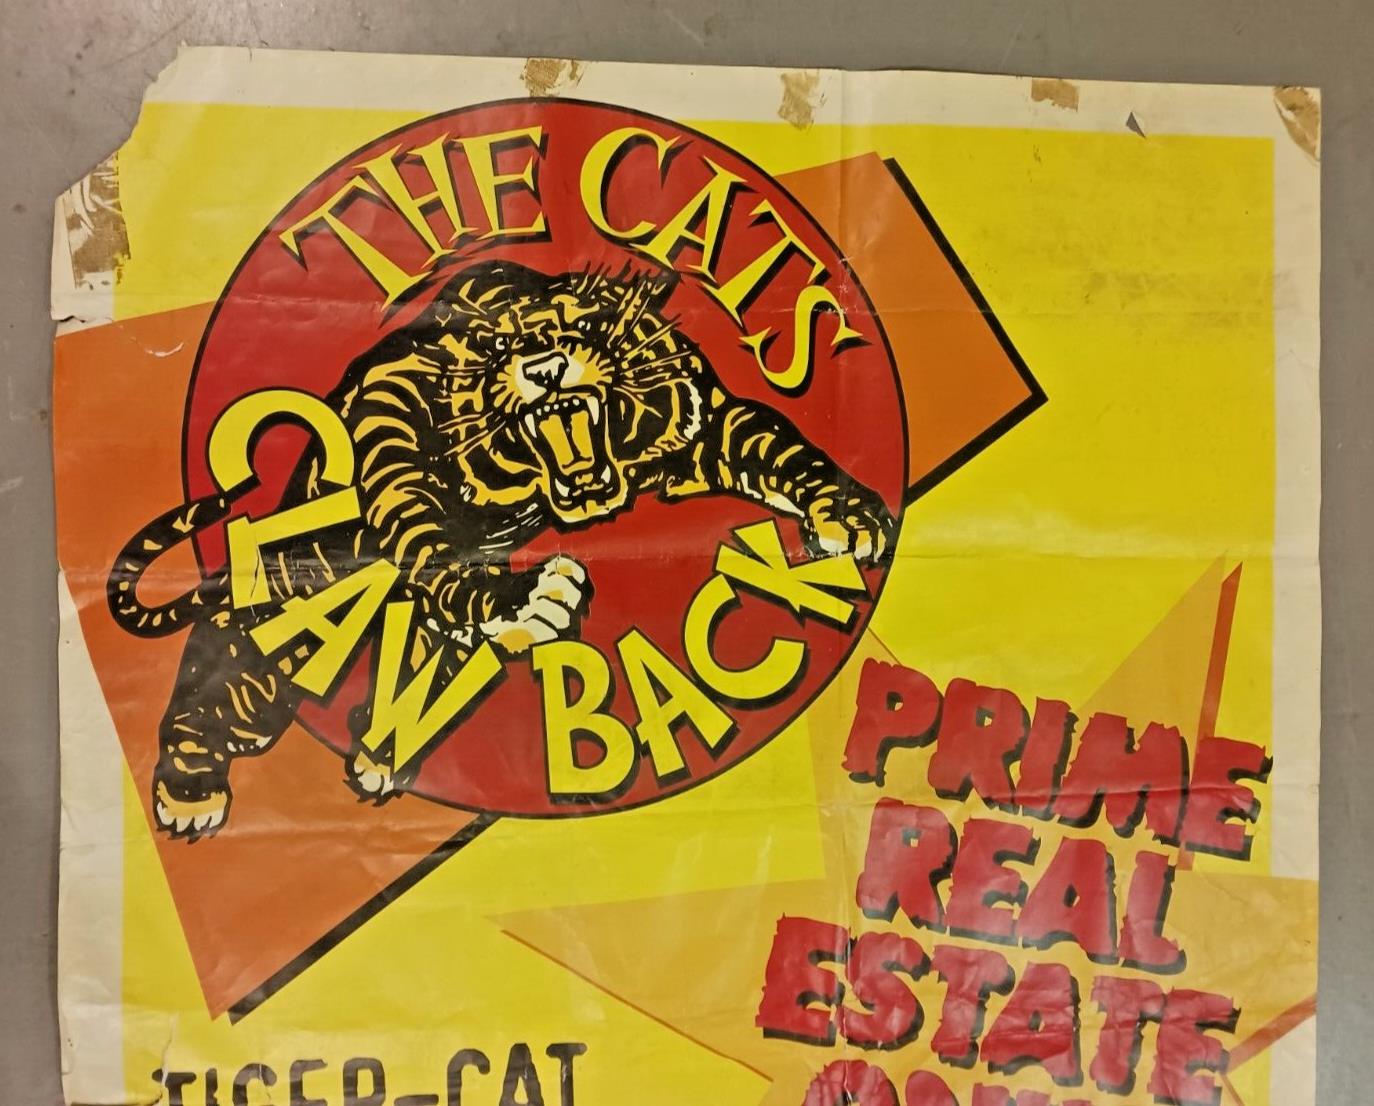 THE CATS
CLAW BACK
PRIME
REAL
ESTATE
TIGER-CAT